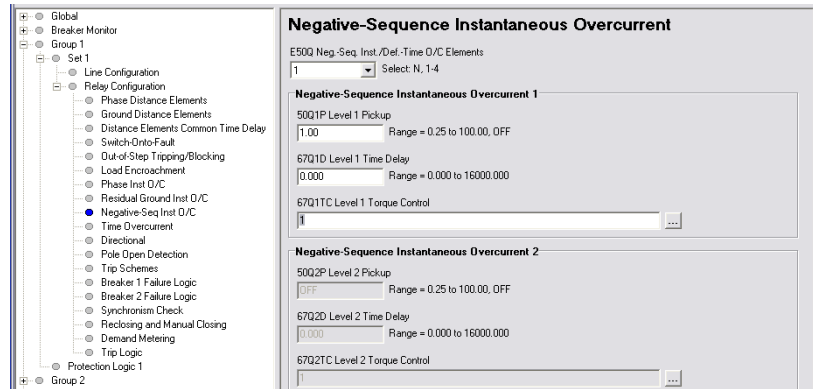 Global
Breaker Monitor
Group 1
Set 1
Line Configuration
Relay Configuration
Phase Distance Elements
Ground Distance Elements
Distance Elements Common Time Delay
Switch-Onto-Fault
Out-of-Step Tripping/Blocking
Load Encroachment
Phase Inst O/C
Residual Ground Inst O/C
Negative-Seq Inst O/C
Time Overcurrent
Directional
Pole Open Detection
Trip Schemes
Breaker 1 Failure Logic
Breaker 2 Failure Logic
Synchronism Check
Reclosing and Manual Closing
Demand Metering
Trip Logic
Protection Logic 1
Group 2
Negative-Sequence Instantaneous Overcurrent
E50Q Neg.-Seq. Inst./Def.-Time O/C Elements
1 Select: N, 1-4
Negative-Sequence Instantaneous Overcurrent 1
50Q1P Level 1 Pickup
1.00 Range = 0.25 to 100.00, OFF
67Q1D Level 1 Time Delay
0.000 Range = 0.000 to 16000.000
67Q1TC Level 1 Torque Control
1 ...
Negative-Sequence Instantaneous Overcurrent 2
50Q2P Level 2 Pickup
OFF Range = 0.25 to 100.00, OFF
67Q2D Level 2 Time Delay
0.000 Range = 0.000 to 16000.000
67Q2TC Level 2 Torque Control
1 ...